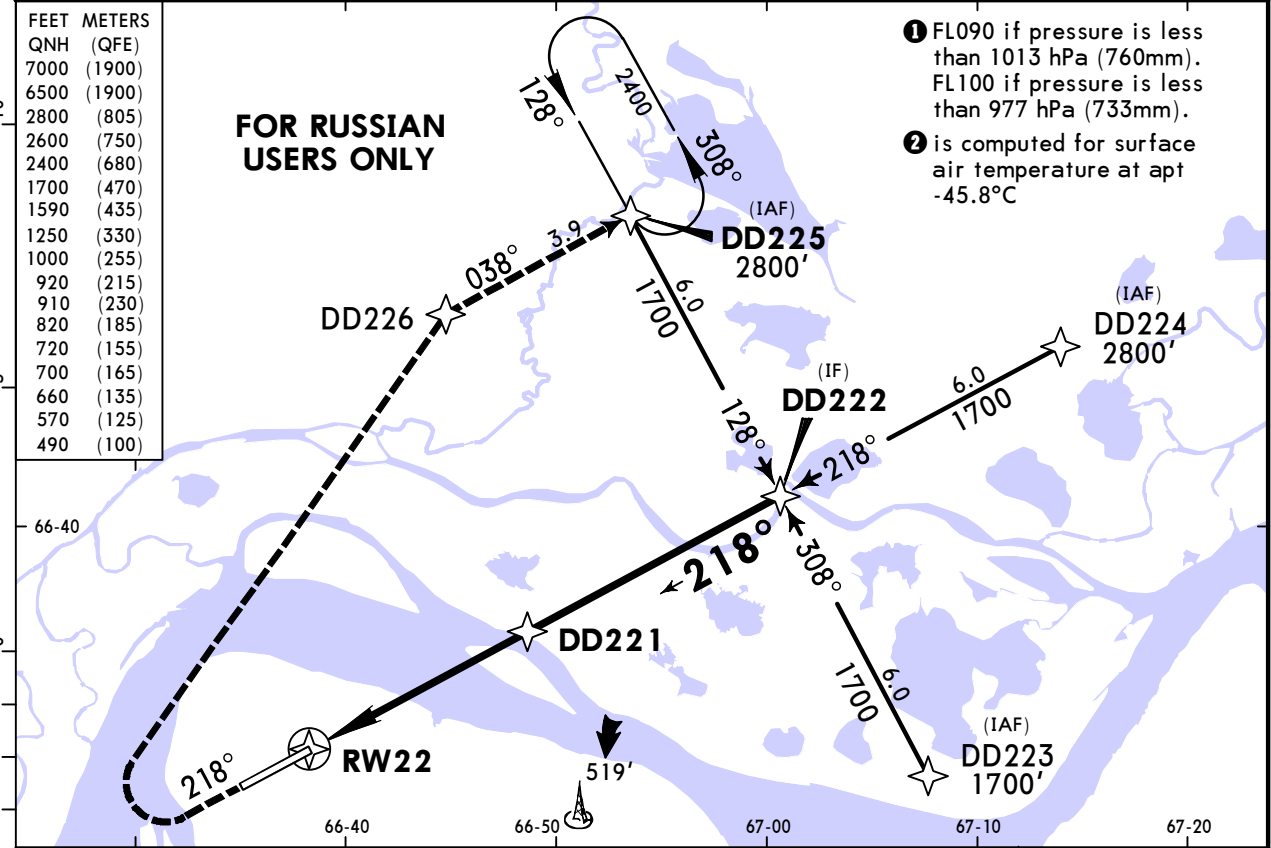 FEET METERS
QNH (QFE)
7000 (1900)
6500 (1900)
2800 (805)
2600 (750)
2400 (680)
1700 (470)
1590 (435)
1250 (330)
1000 (255)
920 (215)
910 (230)
820 (185)
720 (155)
700 (165)
660 (135)
570 (125)
490 (100)
FOR RUSSIAN
USERS ONLY
❶ FL090 if pressure is less
than 1013 hPa (760mm).
FL100 if pressure is less
than 977 hPa (733mm).
❷ is computed for surface
air temperature at apt
-45.8°C
128°
2400
308°
(IAF)
DD225
2800'
038°
3.9
DD226
6.0
1700
128°
(IAF)
DD224
2800'
6.0
1700
218°
(IF)
DD222
66-40
218°
308°
DD221
6.0
1700
(IAF)
DD223
1700'
RW22
218°
519'
66-40
66-50
67-00
67-10
67-20